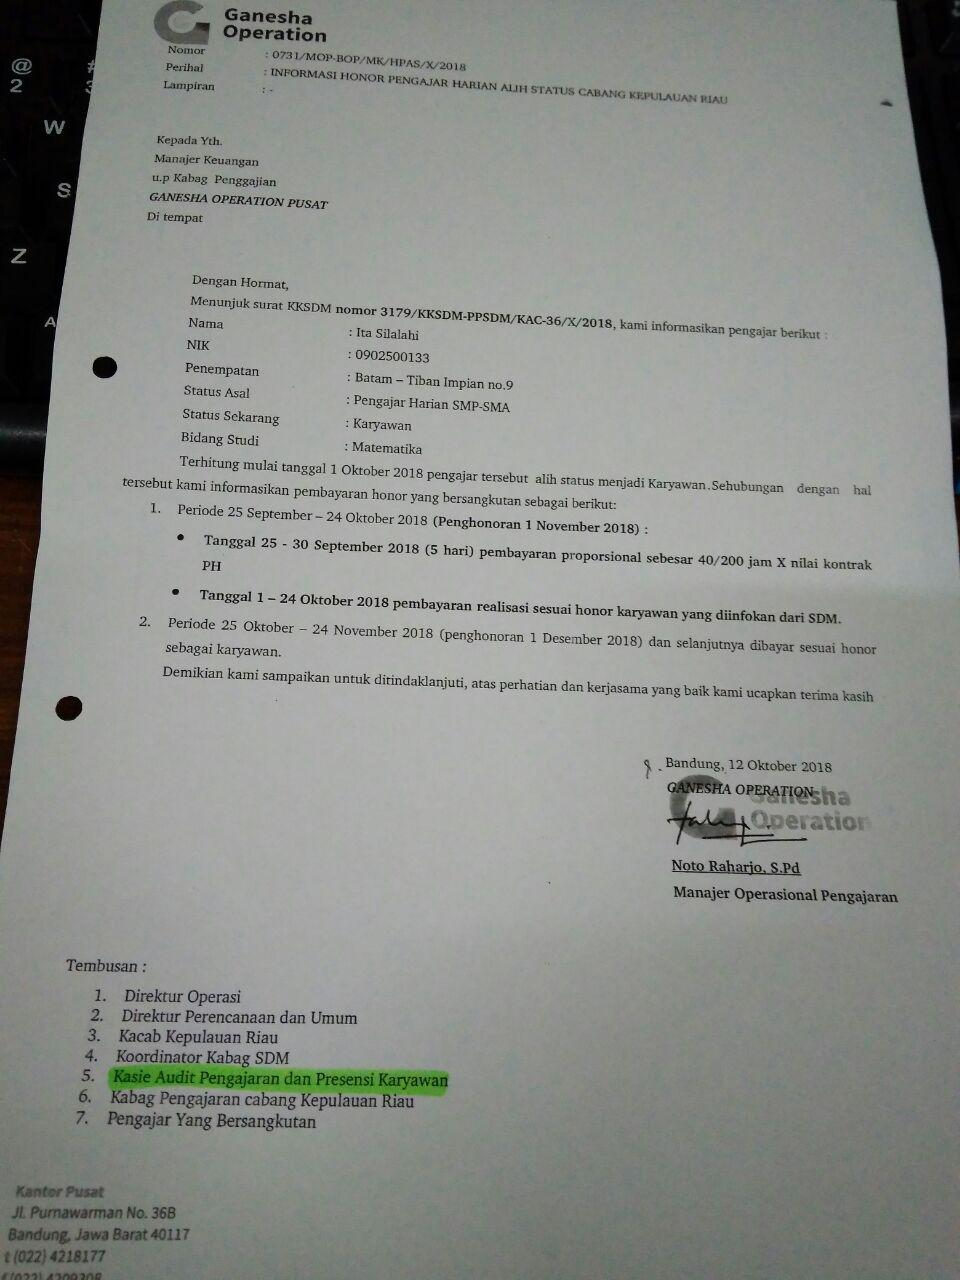 Ganesha
Operation
Nomor : 0731/MOP-BOP/MK/HPAS/X/2018
Perihal : INFORMASI HONOR PENGAJAR HARIAN ALIH STATUS CABANG KEPULAUAN RIAU
Lampiran : -
Kepada Yth.
Manajer Keuangan
u.p Kabag Penggajian
GANESHA OPERATION PUSAT
Di tempat
Dengan Hormat,
Menunjuk surat KKSDM nomor 3179/KKSDM-PPSDM/KAC-36/X/2018, kami informasikan pengajar berikut :
Nama : Ita Silalahi
NIK : 0902500133
Penempatan : Batam – Tiban Impian no.9
Status Asal : Pengajar Harian SMP-SMA
Status Sekarang : Karyawan
Bidang Studi : Matematika
Terhitung mulai tanggal 1 Oktober 2018 pengajar tersebut alih status menjadi Karyawan.Sehubungan dengan hal
tersebut kami informasikan pembayaran honor yang bersangkutan sebagai berikut:
1. Periode 25 September – 24 Oktober 2018 (Penghonoran 1 November 2018) :
• Tanggal 25 - 30 September 2018 (5 hari) pembayaran proporsional sebesar 40/200 jam X nilai kontrak
PH
• Tanggal 1 – 24 Oktober 2018 pembayaran realisasi sesuai honor karyawan yang diinfokan dari SDM.
2. Periode 25 Oktober – 24 November 2018 (penghonoran 1 Desember 2018) dan selanjutnya dibayar sesuai honor
sebagai karyawan.
Demikian kami sampaikan untuk ditindaklanjuti, atas perhatian dan kerjasama yang baik kami ucapkan terima kasih
Bandung, 12 Oktober 2018
GANESHA OPERATION
Ganesha
Operation
Noto Raharjo, S.Pd
Manajer Operasional Pengajaran
Tembusan :
1. Direktur Operasi
2. Direktur Perencanaan dan Umum
3. Kacab Kepulauan Riau
4. Koordinator Kabag SDM
5. Kasie Audit Pengajaran dan Presensi Karyawan
6. Kabag Pengajaran cabang Kepulauan Riau
7. Pengajar Yang Bersangkutan
Kantor Pusat
Jl. Purnawarman No. 36B
Bandung, Jawa Barat 40117
t (022) 4218177
@
2
#
3
W
S
Z
A